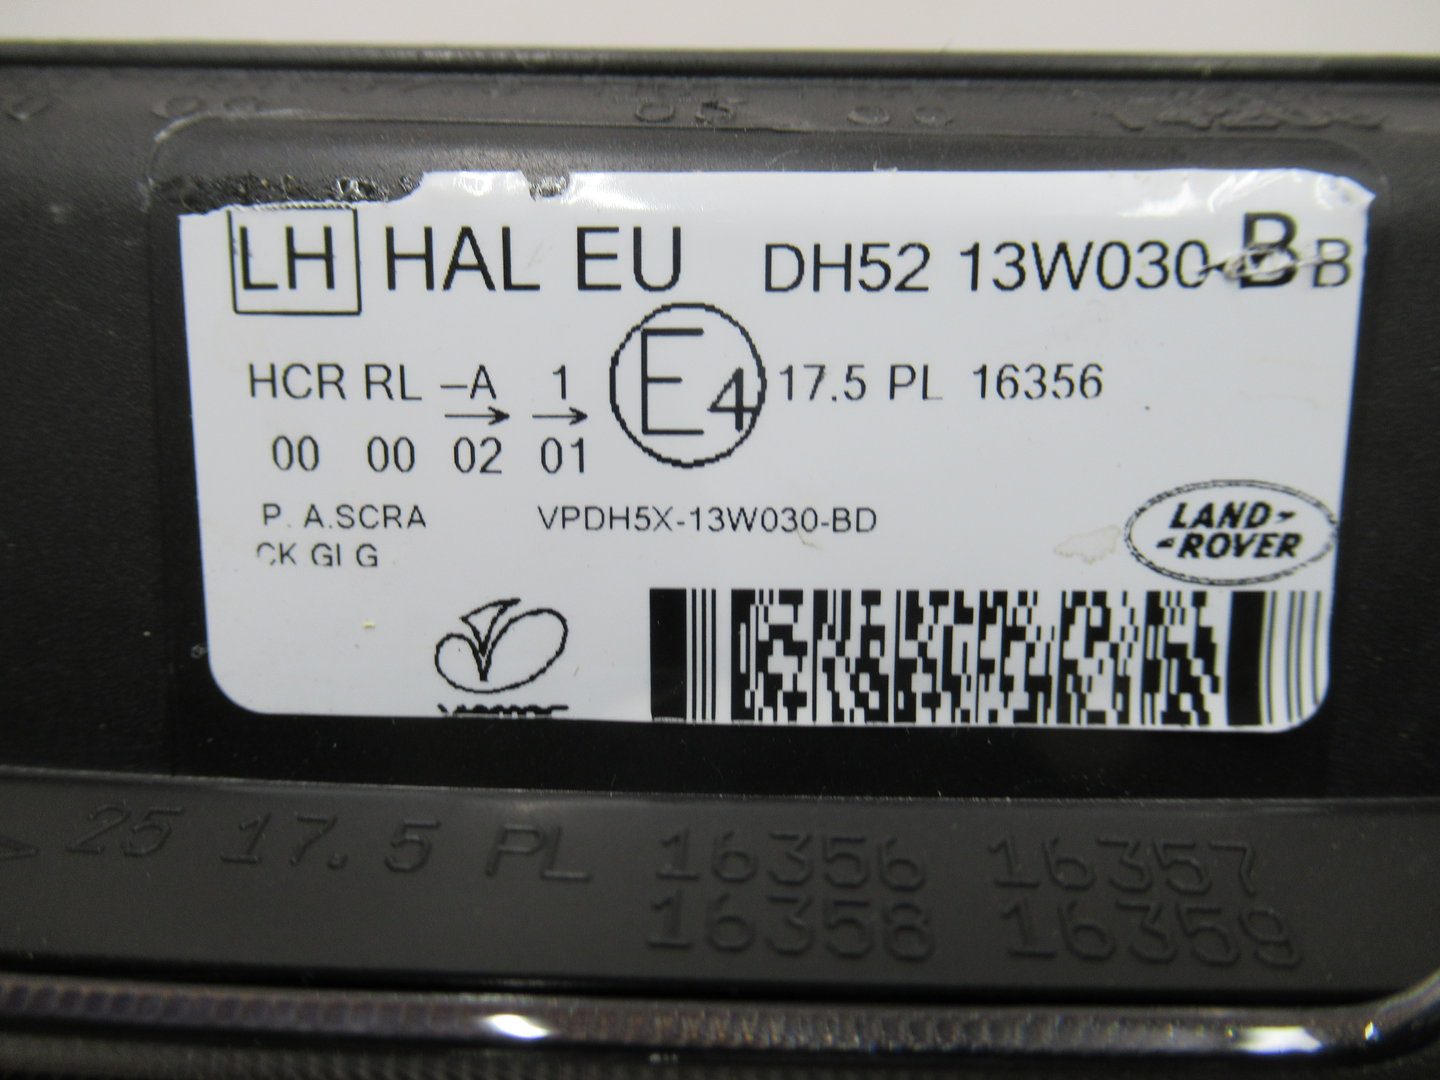 LH HAL EU DH52 13W030-BB
HCR RL -A 1 E4 17.5 PL 16356
00 00 02 01
P. A.SCRA VPDH5X-13W030-BD
CK GI G
LAND-
-ROVER
25 17.5 PL 16356 16357
16358 16359